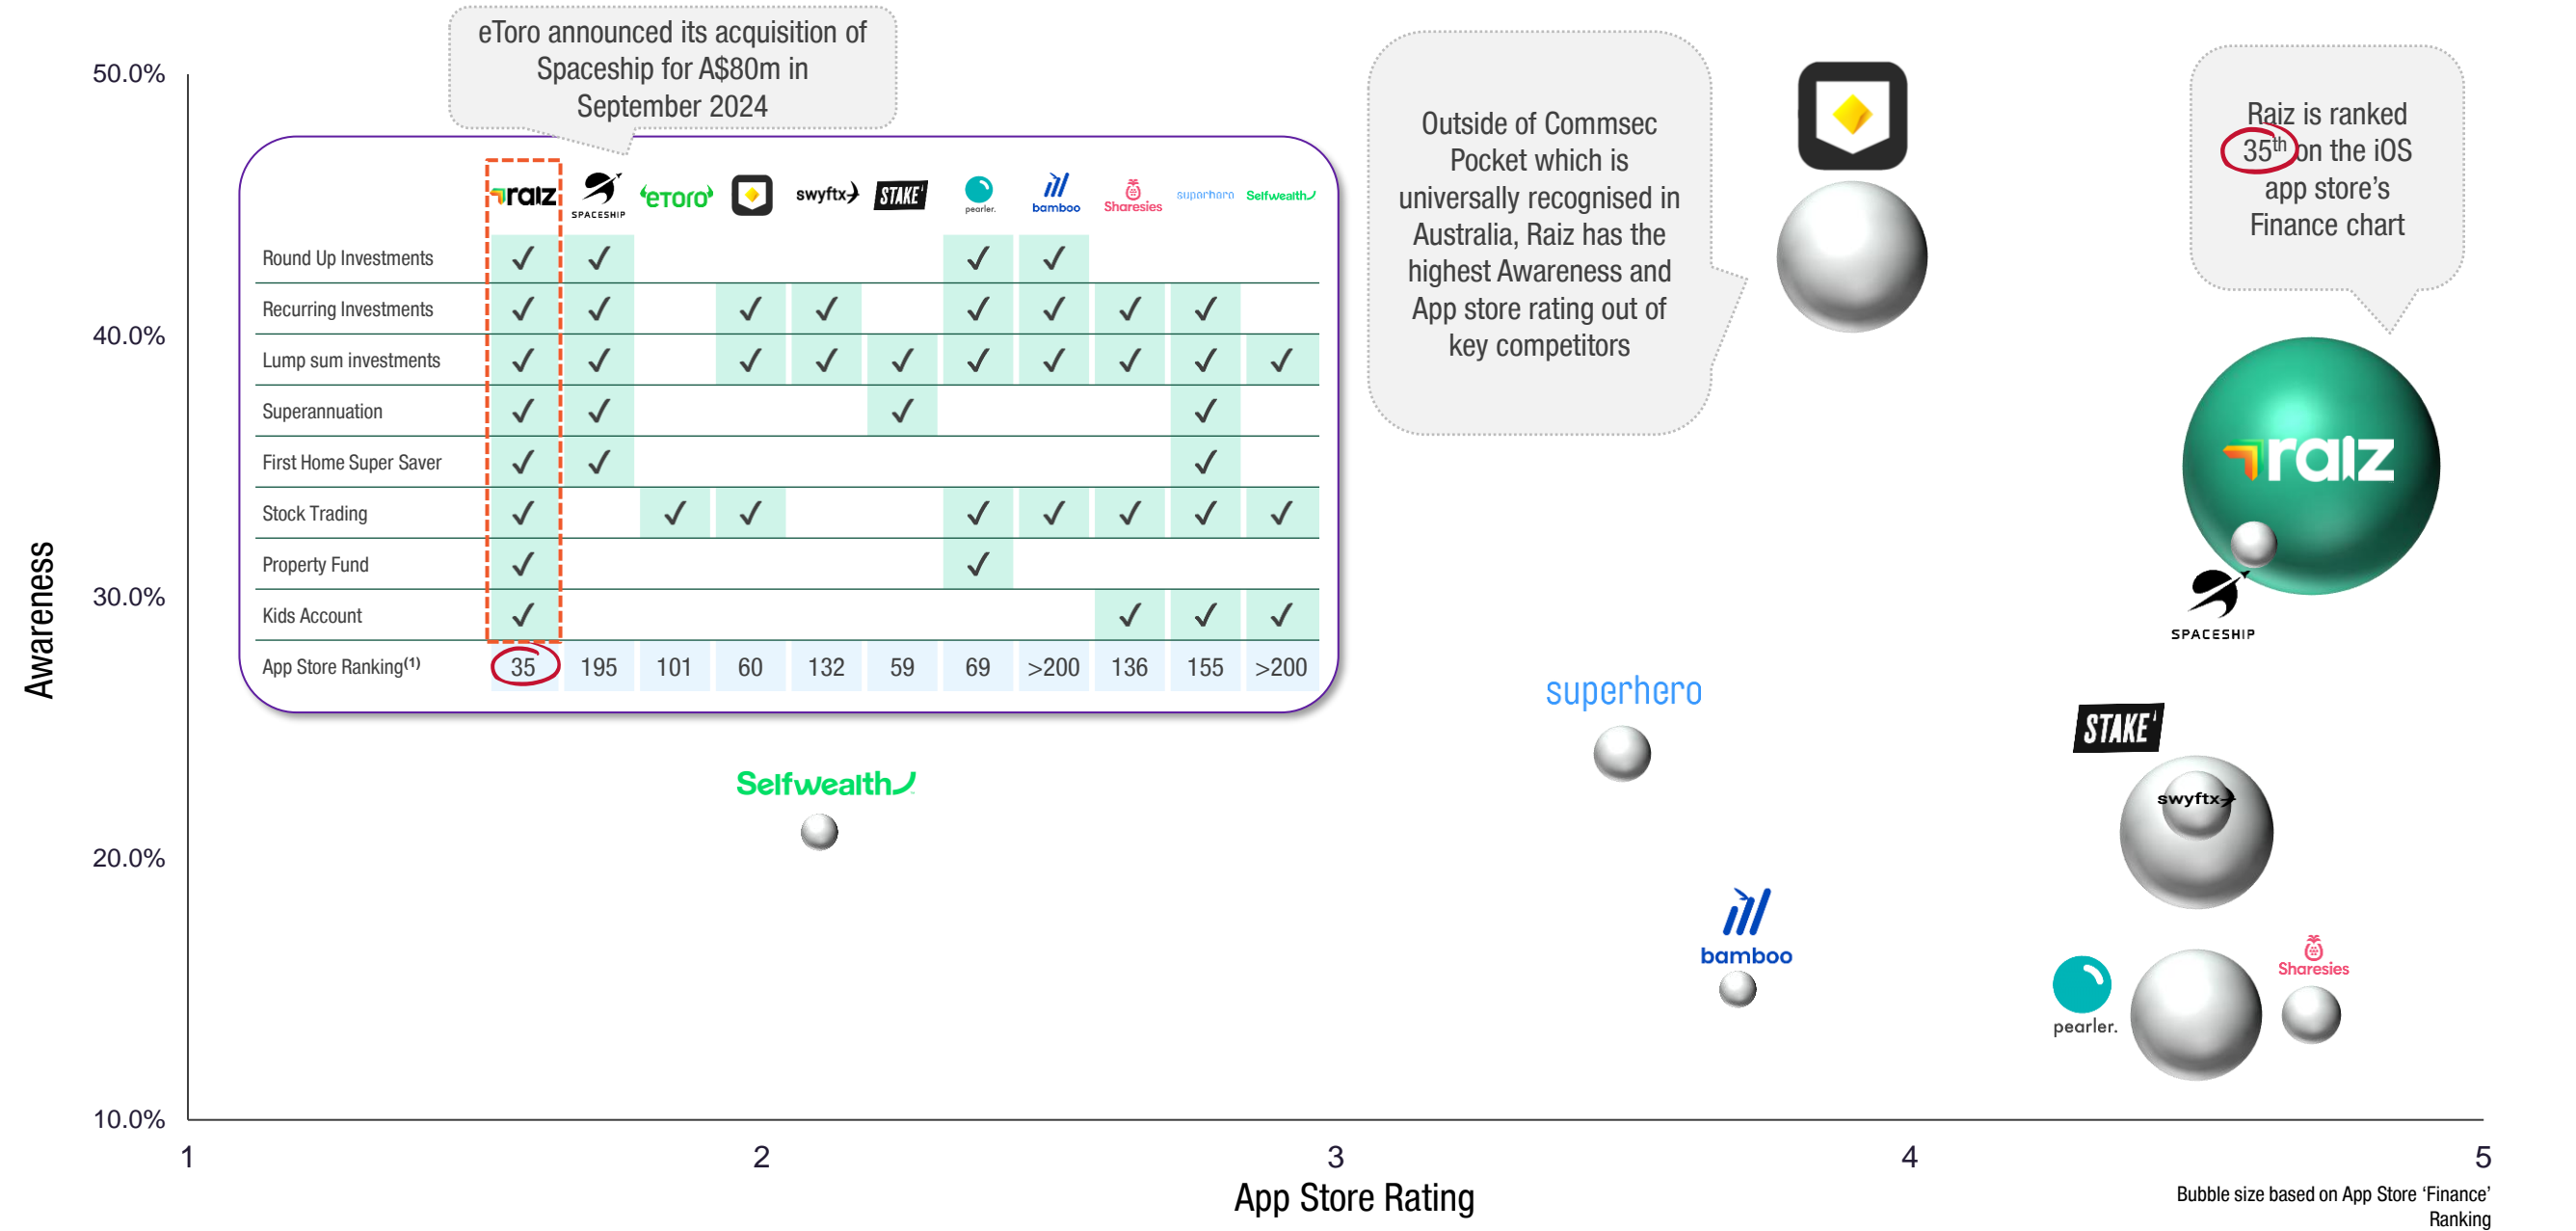 eToro announced its acquisition of
Spaceship for A$80m in
September 2024
Outside of Commsec
Pocket which is
universally recognised in
Australia, Raiz has the
highest Awareness and
App store rating out of
key competitors
Raiz is ranked
35th on the iOS
app store's
Finance chart
50.0%
40.0%
30.0%
20.0%
10.0%
Awareness
raiz SPACESHIP eToro swyftx STAKE pearler. bamboo Sharesies superhero Selfwealth
Round Up Investments ✓ ✓ ✓ ✓
Recurring Investments ✓ ✓ ✓ ✓ ✓ ✓ ✓ ✓
Lump sum investments ✓ ✓ ✓ ✓ ✓ ✓ ✓ ✓ ✓ ✓
Superannuation ✓ ✓ ✓ ✓
First Home Super Saver ✓ ✓ ✓
Stock Trading ✓ ✓ ✓ ✓ ✓ ✓ ✓ ✓
Property Fund ✓ ✓
Kids Account ✓ ✓ ✓ ✓
App Store Ranking(1) 35 195 101 60 132 59 69 >200 136 155 >200
raiz
SPACESHIP
superhero
STAKE
Selfwealth
swyftx
bamboo
Sharesies
pearler.
1 2 3 4 5
App Store Rating
Bubble size based on App Store ‘Finance’
Ranking